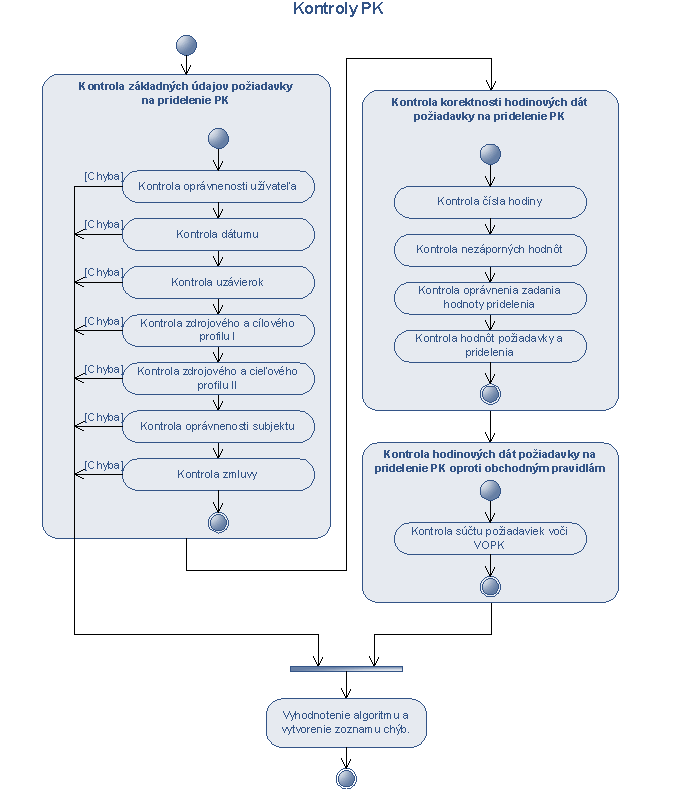 Kontroly PK
Kontrola základných údajov požiadavky
na pridelenie PK
[Chyba]
Kontrola oprávnenosti užívateľa
[Chyba]
Kontrola dátumu
[Chyba]
Kontrola uzávierok
[Chyba]
Kontrola zdrojového a cílového
profilu I
[Chyba]
Kontrola zdrojového a cieľového
profilu II
[Chyba]
Kontrola oprávnenosti subjektu
[Chyba]
Kontrola zmluvy
Kontrola korektnosti hodinových dát
požiadavky na pridelenie PK
Kontrola čísla hodiny
Kontrola nezáporných hodnôt
Kontrola oprávnenia zadania
hodnoty pridelenia
Kontrola hodnôt požiadavky a
pridelenia
Kontrola hodinových dát požiadavky na
pridelenie PK oproti obchodným pravidlám
Kontrola súčtu požiadaviek voči
VOPK
Vyhodnotenie algoritmu a
vytvorenie zoznamu chýb.